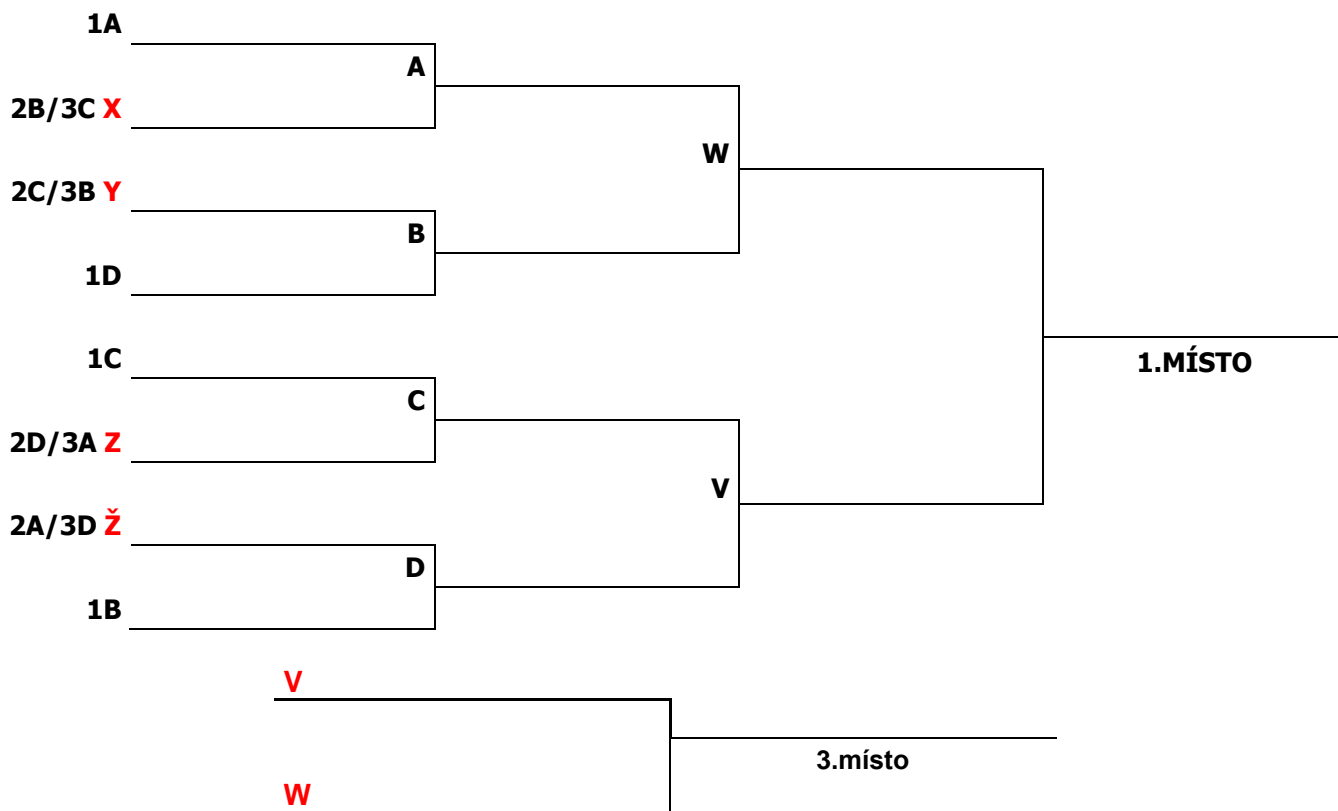 1A
A
2B/3C X
W
2C/3B Y
B
1D
1C
1.MÍSTO
C
2D/3A Z
V
2A/3D Ž
D
1B
V
3.místo
W